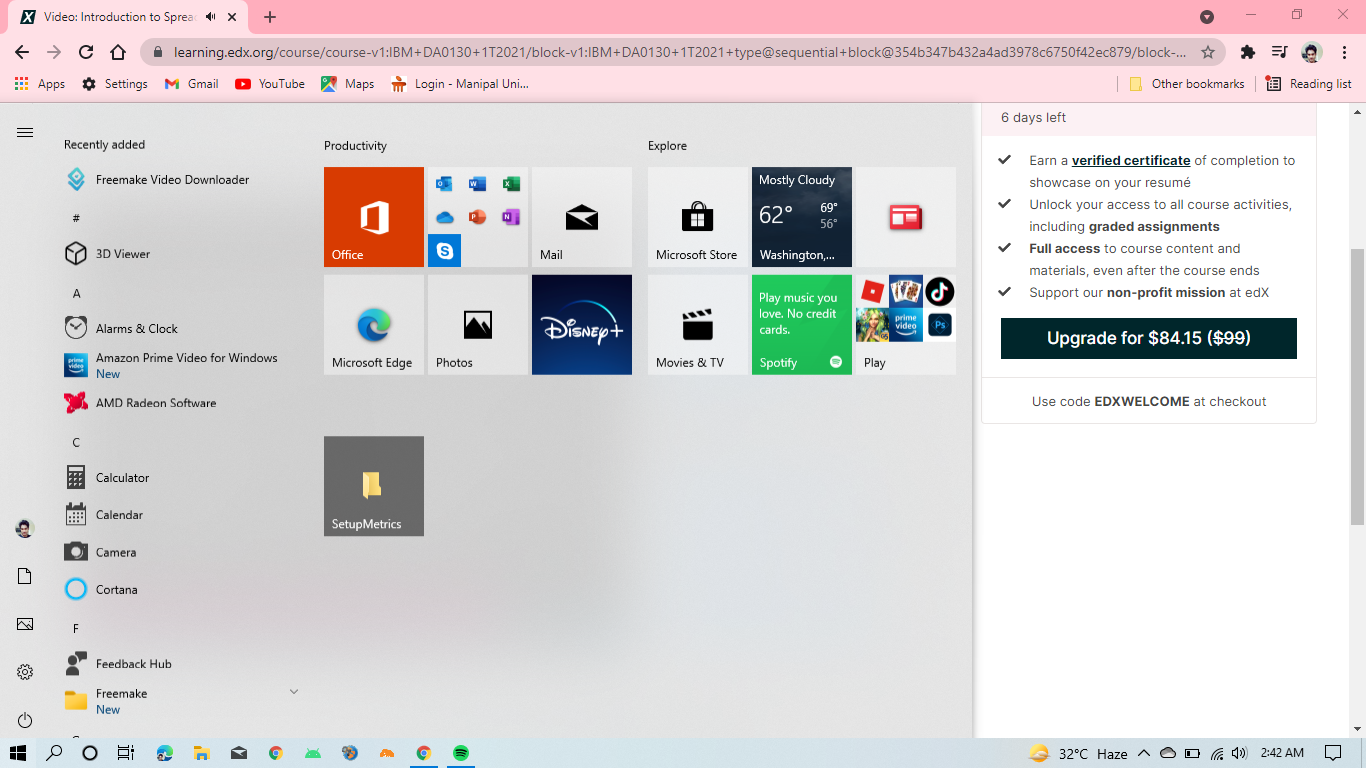 Video: Introduction to Sprea
learning.edx.org/course/course-v1:IBM+DA0130+1T2021/block-v1:IBM+DA0130+1T2021+type@sequential+block@354b347b432a4ad3978c6750f42ec879/block-...
Apps
Settings
Gmail
YouTube
Maps
Login - Manipal Uni...
Other bookmarks
Reading list
Recently added
Freemake Video Downloader
#
3D Viewer
A
Alarms & Clock
Amazon Prime Video for Windows
New
AMD Radeon Software
C
Calculator
Calendar
Camera
Cortana
F
Feedback Hub
Freemake
New
Productivity
Office
Mail
Microsoft Edge
Photos
Disney+
SetupMetrics
Explore
Microsoft Store
Mostly Cloudy
62° 69°
56°
Washington,...
Movies & TV
Play music you
love. No credit
cards.
Spotify
prime
video
Ps
Play
6 days left
Earn a verified certificate of completion to
showcase on your resumé
Unlock your access to all course activities,
including graded assignments
Full access to course content and
materials, even after the course ends
Support our non-profit mission at edX
Upgrade for $84.15 ($99)
Use code EDXWELCOME at checkout
32°C Haze
2:42 AM